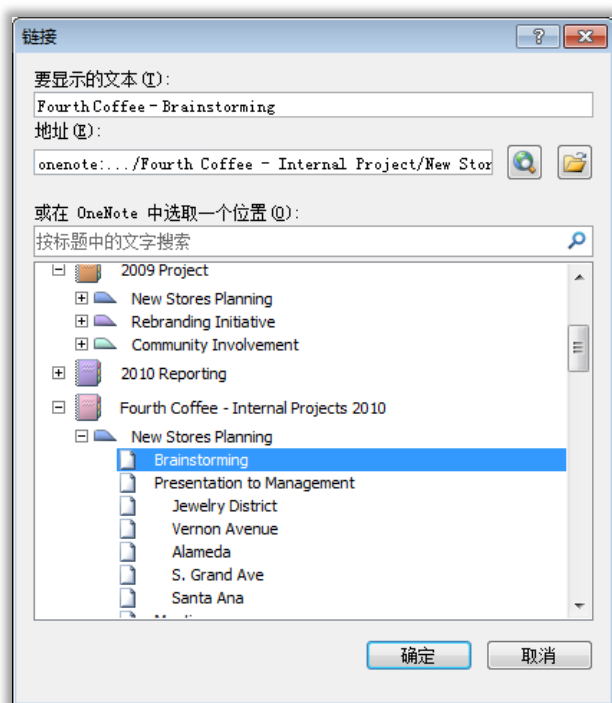 链接
要显示的文本(T):
Fourth Coffee - Brainstorming
地址(E):
onenote:.../Fourth Coffee - Internal Project/New Stor
或在 OneNote 中选取一个位置(O):
按标题中的文字搜索
2009 Project
New Stores Planning
Rebranding Initiative
Community Involvement
2010 Reporting
Fourth Coffee - Internal Projects 2010
New Stores Planning
Brainstorming
Presentation to Management
Jewelry District
Vernon Avenue
Alameda
S. Grand Ave
Santa Ana
确定 取消